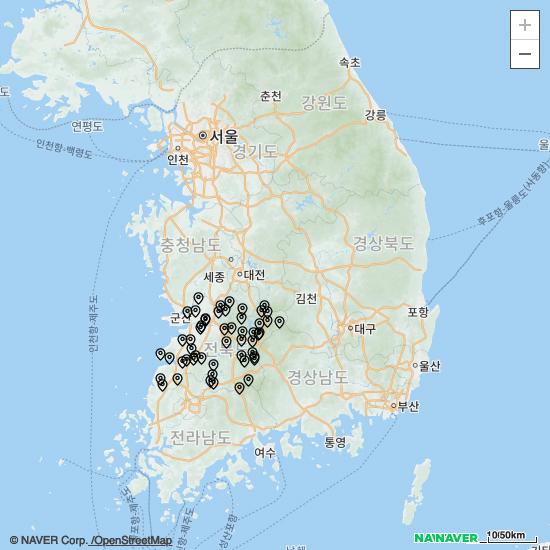 +
−
속초
춘천
강원도
강릉
도
연평도
서울
경기도
인천
인천항-백령도
울
후포항-울릉도(사동항)
충청남도
경상북도
세종
대전
김천
군산
포항
인천항-제주도
대구
전북
울산
경상남도
부산
전라남도
여수
통영
목포항-제주도
© NAVER Corp. /OpenStreetMap
NAVER
10/50km